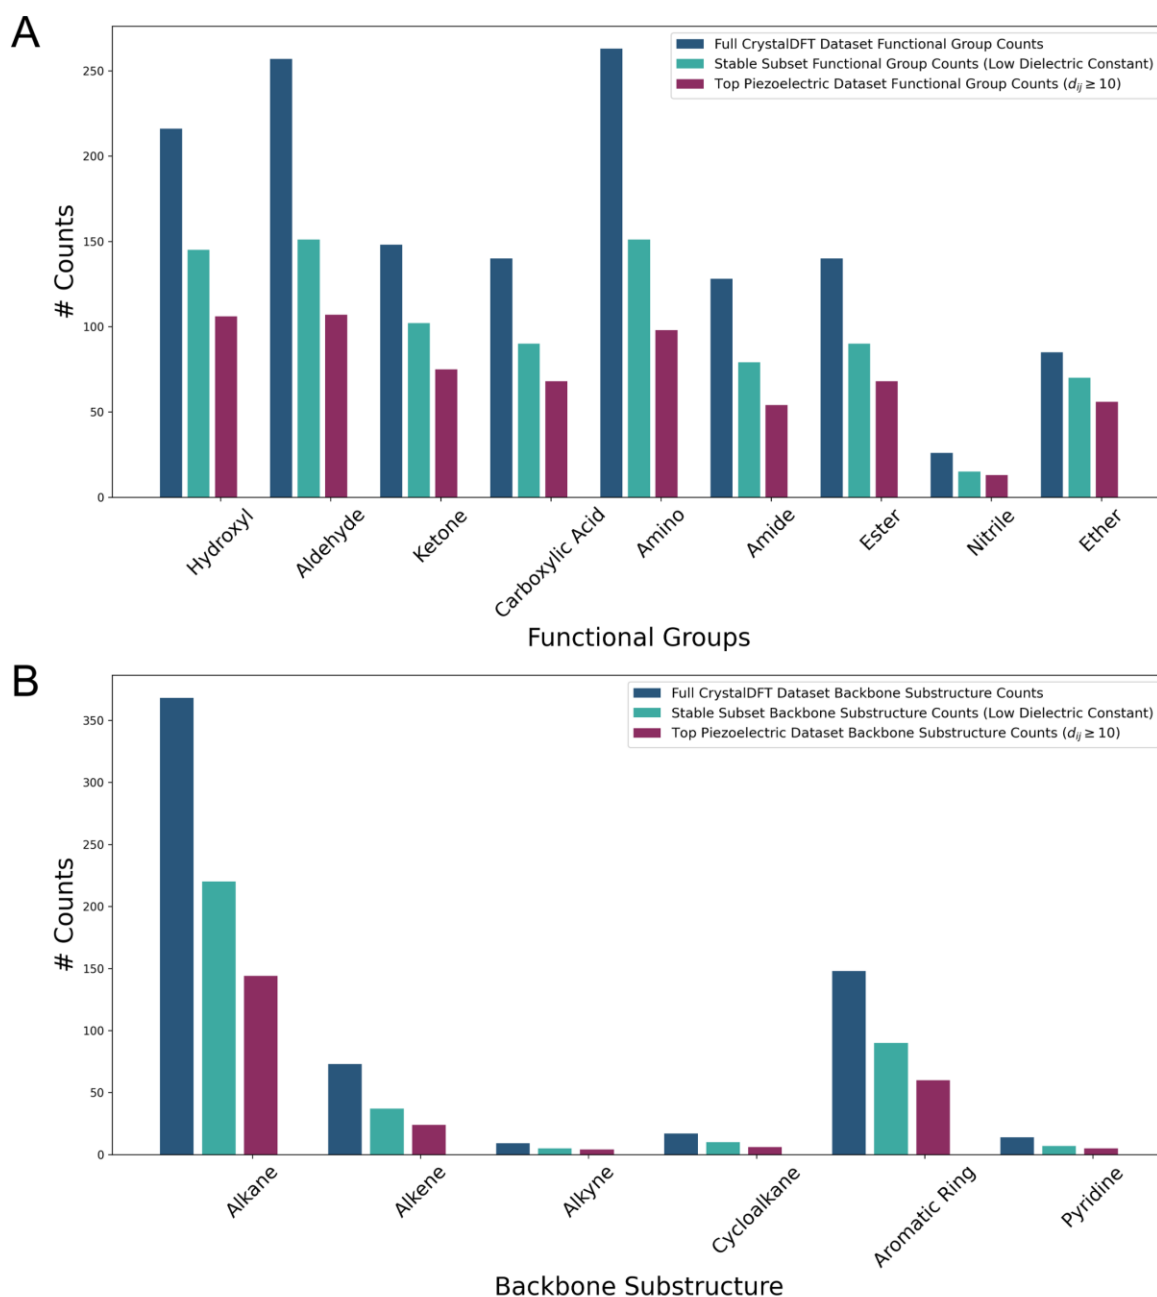 A
Full CrystalDFT Dataset Functional Group Counts
Stable Subset Functional Group Counts (Low Dielectric Constant)
Top Piezoelectric Dataset Functional Group Counts (d_ij ≥ 10)
# Counts
250
200
150
100
50
0
Hydroxyl
Aldehyde
Ketone
Carboxylic Acid
Amino
Amide
Ester
Nitrile
Ether
Functional Groups
B
Full CrystalDFT Dataset Backbone Substructure Counts
Stable Subset Backbone Substructure Counts (Low Dielectric Constant)
Top Piezoelectric Dataset Backbone Substructure Counts (d_ij ≥ 10)
# Counts
350
300
250
200
150
100
50
0
Alkane
Alkene
Alkyne
Cycloalkane
Aromatic Ring
Pyridine
Backbone Substructure